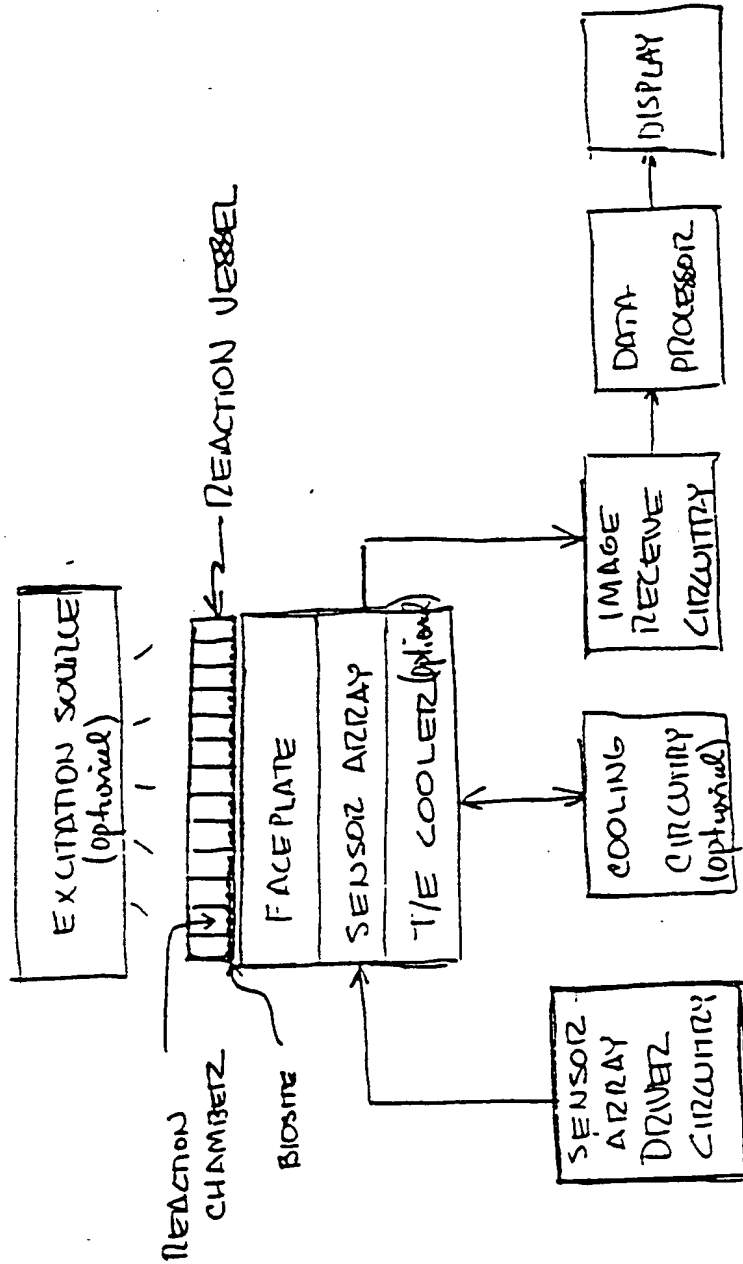 EXCITATION SOURCE
(optional)
REACTION VESSEL
REACTION
CHAMBER
BIOSITE
FACEPLATE
SENSOR ARRAY
T/E COOLER (optional)
SENSOR
ARRAY
DRIVER
CIRCUITRY
COOLING
CIRCUITRY
(optional)
IMAGE
RECEIVE
CIRCUITRY
DATA
PROCESSOR
DISPLAY